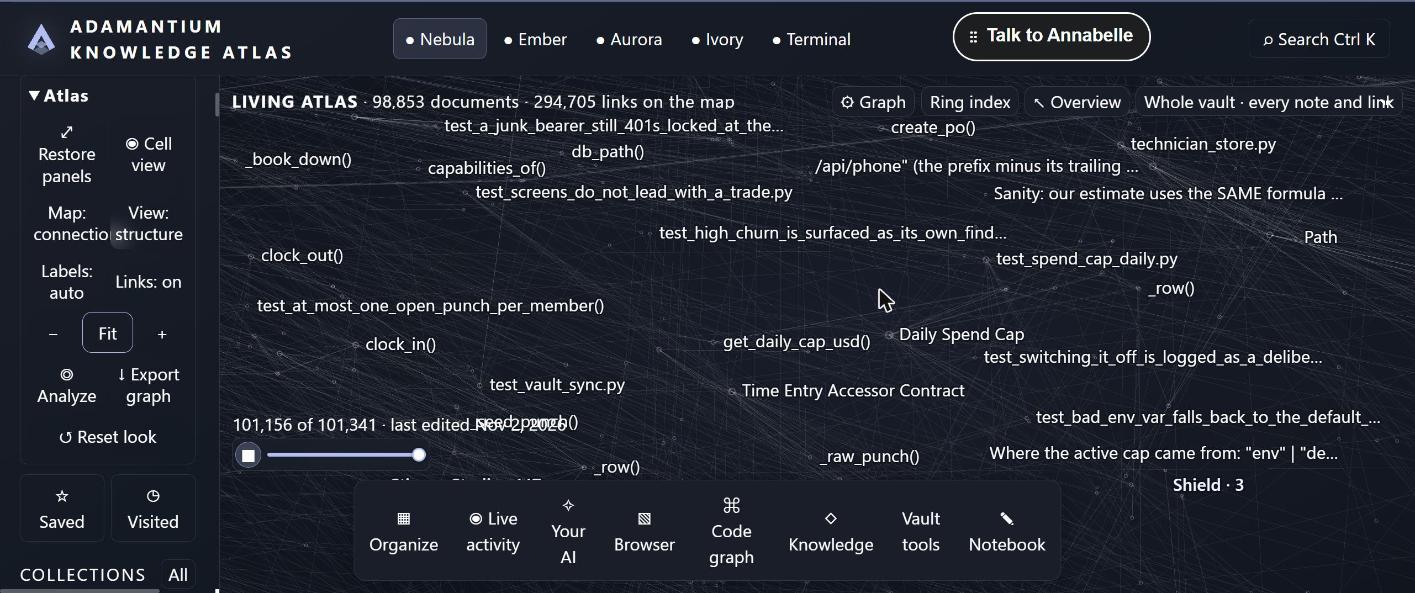 ADAMANTIUM
KNOWLEDGE ATLAS
● Nebula
● Ember
● Aurora
● Ivory
● Terminal
Talk to Annabelle
Search Ctrl K
▼ Atlas
Restore panels
Cell view
Map: connectio
View: structure
Labels: auto
Links: on
−
Fit
+
Analyze
↓ Export graph
↺ Reset look
☆ Saved
Visited
COLLECTIONS
All
LIVING ATLAS · 98,853 documents · 294,705 links on the map
⚙ Graph
Ring index
Overview
Whole vault · every note and link
test_a_junk_bearer_still_401s_locked_at_the...
create_po()
_book_down()
capabilities_of()
db_path()
technician_store.py
/api/phone" (the prefix minus its trailing ...
test_screens_do_not_lead_with_a_trade.py
Sanity: our estimate uses the SAME formula ...
test_high_churn_is_surfaced_as_its_own_find...
Path
clock_out()
test_spend_cap_daily.py
_row()
test_at_most_one_open_punch_per_member()
clock_in()
get_daily_cap_usd()
Daily Spend Cap
test_switching_it_off_is_logged_as_a_delibe...
test_vault_sync.py
Time Entry Accessor Contract
101,156 of 101,341 · last edited Nov 2, 2026
test_bad_env_var_falls_back_to_the_default_...
_row()
_raw_punch()
Where the active cap came from: "env" | "de...
Shield · 3
Organize
Live activity
Your AI
Browser
Code graph
Knowledge
Vault tools
Notebook